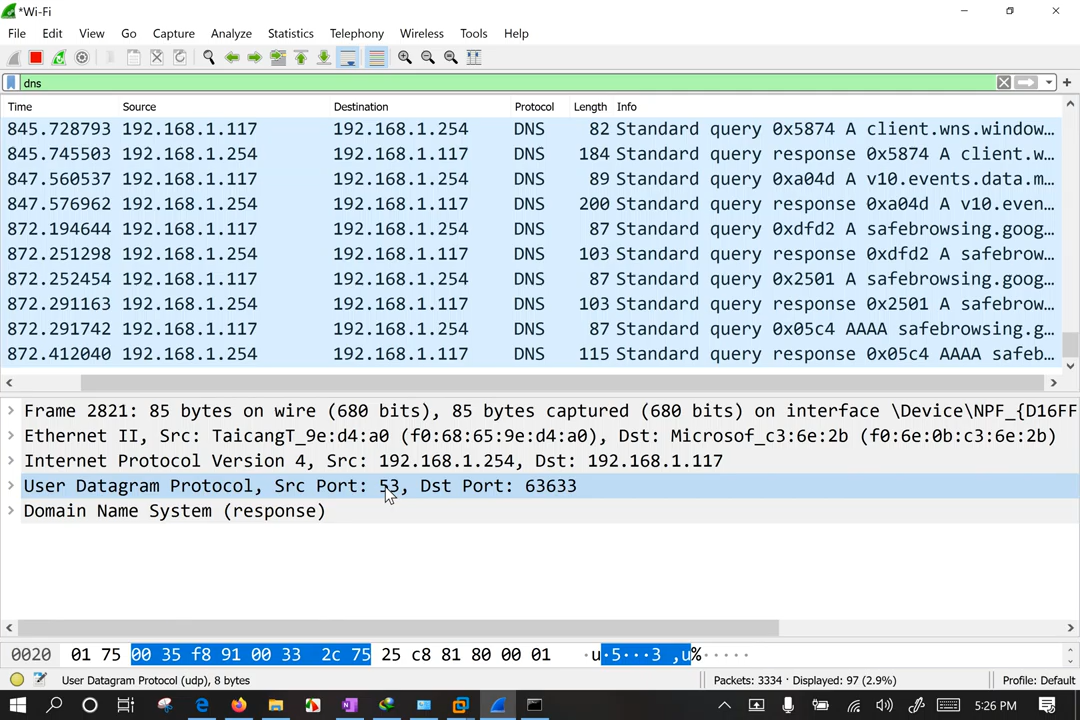 *Wi-Fi
File Edit View Go Capture Analyze Statistics Telephony Wireless Tools Help
dns
Time Source Destination Protocol Length Info
845.728793 192.168.1.117 192.168.1.254 DNS 82 Standard query 0x5874 A client.wns.window…
845.745503 192.168.1.254 192.168.1.117 DNS 184 Standard query response 0x5874 A client.w…
847.560537 192.168.1.117 192.168.1.254 DNS 89 Standard query 0xa04d A v10.events.data.m…
847.576962 192.168.1.254 192.168.1.117 DNS 200 Standard query response 0xa04d A v10.even…
872.194644 192.168.1.117 192.168.1.254 DNS 87 Standard query 0xdfd2 A safebrowsing.goog…
872.251298 192.168.1.254 192.168.1.117 DNS 103 Standard query response 0xdfd2 A safebrow…
872.252454 192.168.1.117 192.168.1.254 DNS 87 Standard query 0x2501 A safebrowsing.goog…
872.291163 192.168.1.254 192.168.1.117 DNS 103 Standard query response 0x2501 A safebrow…
872.291742 192.168.1.117 192.168.1.254 DNS 87 Standard query 0x05c4 AAAA safebrowsing.g…
872.412040 192.168.1.254 192.168.1.117 DNS 115 Standard query response 0x05c4 AAAA safeb…
Frame 2821: 85 bytes on wire (680 bits), 85 bytes captured (680 bits) on interface \Device\NPF_{D16FF
Ethernet II, Src: TaicangT_9e:d4:a0 (f0:68:65:9e:d4:a0), Dst: Microsof_c3:6e:2b (f0:6e:0b:c3:6e:2b)
Internet Protocol Version 4, Src: 192.168.1.254, Dst: 192.168.1.117
User Datagram Protocol, Src Port: 53, Dst Port: 63633
Domain Name System (response)
0020 01 75 00 35 f8 91 00 33 2c 75 25 c8 81 80 00 01 ·u·5···3 ,u%·····
User Datagram Protocol (udp), 8 bytes Packets: 3334 · Displayed: 97 (2.9%) Profile: Default
5:26 PM